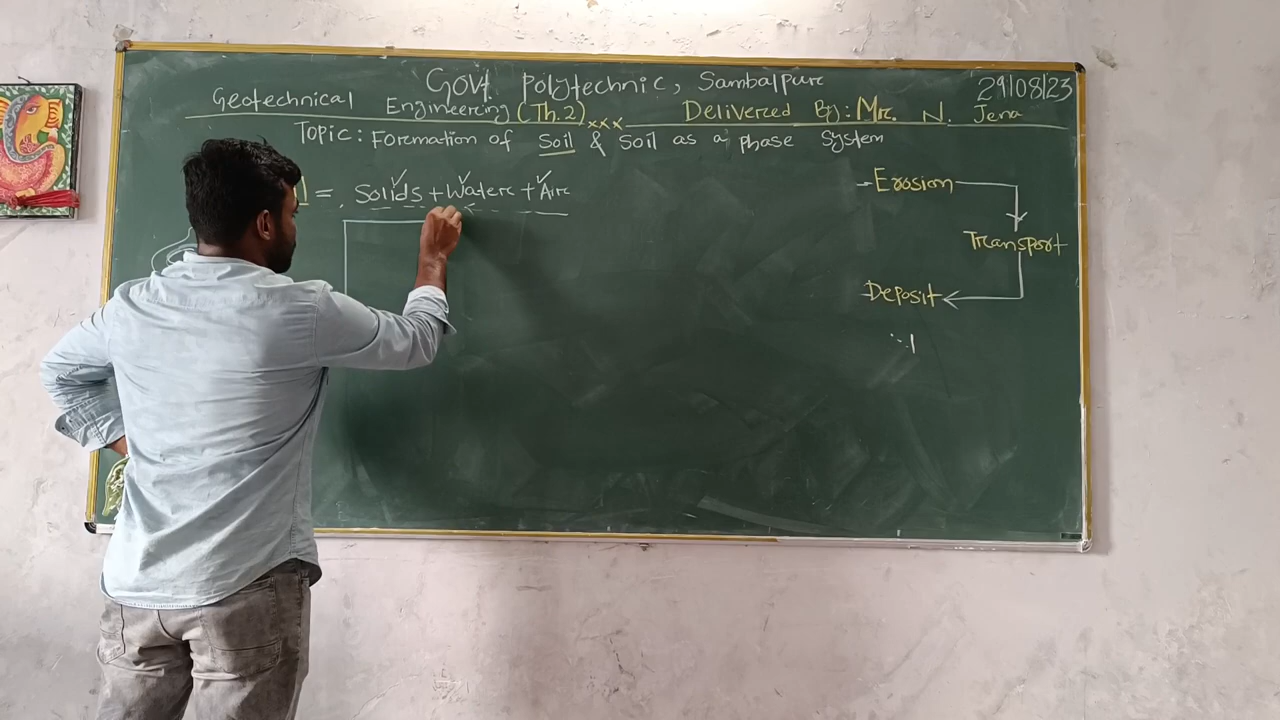 Govt Polytechnic, Sambalpur
29/08/23
Geotechnical Engineering (Th.2) xxx Delivered By: Mr. N. Jena
Topic: Formation of Soil & Soil as a phase System
= Solids + Water + Air
Erosion
Transport
Deposit